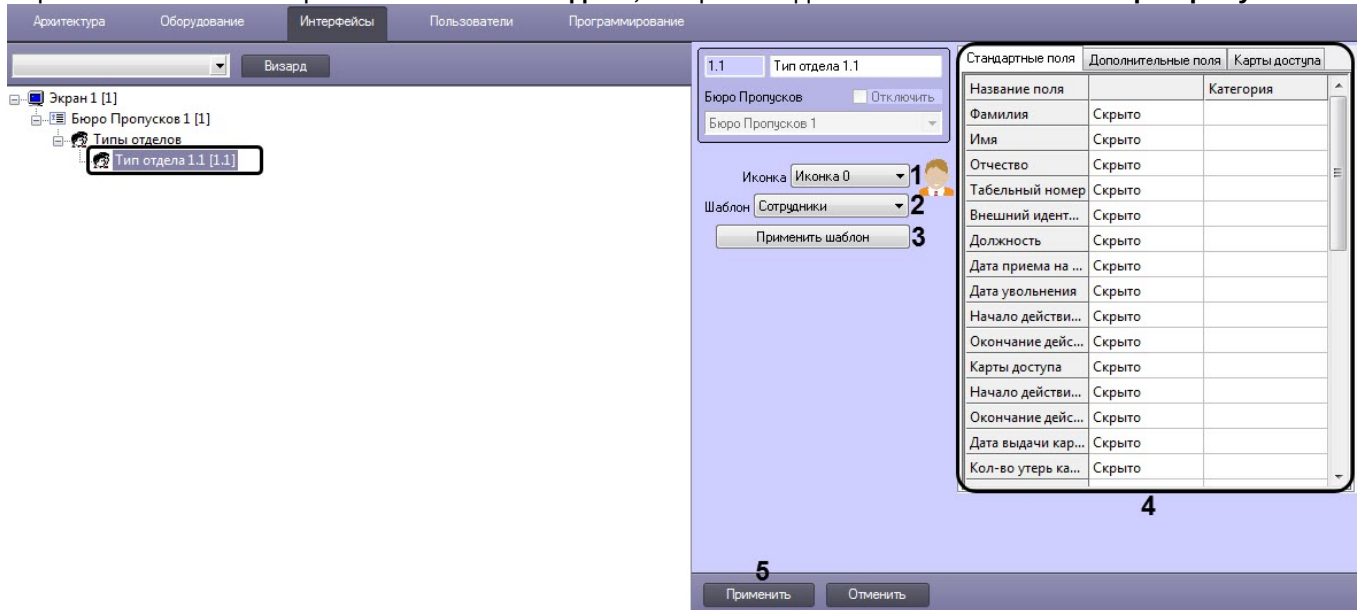 Архитектура Оборудование Интерфейсы Пользователи Программирование
Визард
Экран 1 [1]
Бюро Пропусков 1 [1]
Типы отделов
Тип отдела 1.1 [1.1]
1.1 Тип отдела 1.1
Бюро Пропусков Отключить
Бюро Пропусков 1
Иконка Иконка 0 1
Шаблон Сотрудники 2
Применить шаблон 3
Стандартные поля Дополнительные поля Карты доступа
Название поля Категория
Фамилия Скрыто
Имя Скрыто
Отчество Скрыто
Табельный номер Скрыто
Внешний идент... Скрыто
Должность Скрыто
Дата приема на ... Скрыто
Дата увольнения Скрыто
Начало действи... Скрыто
Окончание дейс... Скрыто
Карты доступа Скрыто
Начало действи... Скрыто
Окончание дейс... Скрыто
Дата выдачи кар... Скрыто
Кол-во утерь ка... Скрыто
4
5
Применить Отменить